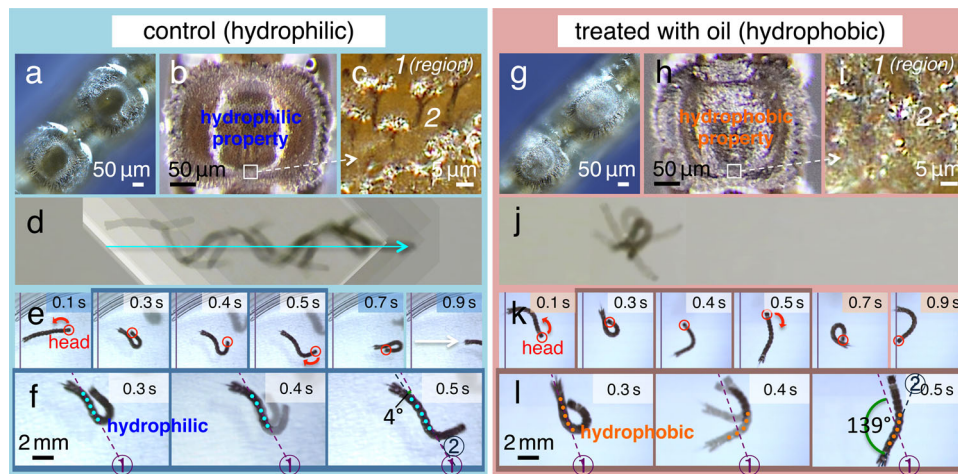 control (hydrophilic)
treated with oil (hydrophobic)
a
50 μm
b
hydrophilic
property
50 μm
c
1 (region)
2
5 μm
g
50 μm
h
hydrophobic
property
50 μm
i
1 (region)
2
5 μm
d
j
e
0.1 s
head
0.3 s
0.4 s
0.5 s
0.7 s
0.9 s
k
0.1 s
head
0.3 s
0.4 s
0.5 s
0.7 s
0.9 s
f
0.3 s
2 mm
hydrophilic
1
0.4 s
1
0.5 s
4°
2
1
l
0.3 s
2 mm
hydrophobic
1
0.4 s
1
0.5 s
2
139°
1